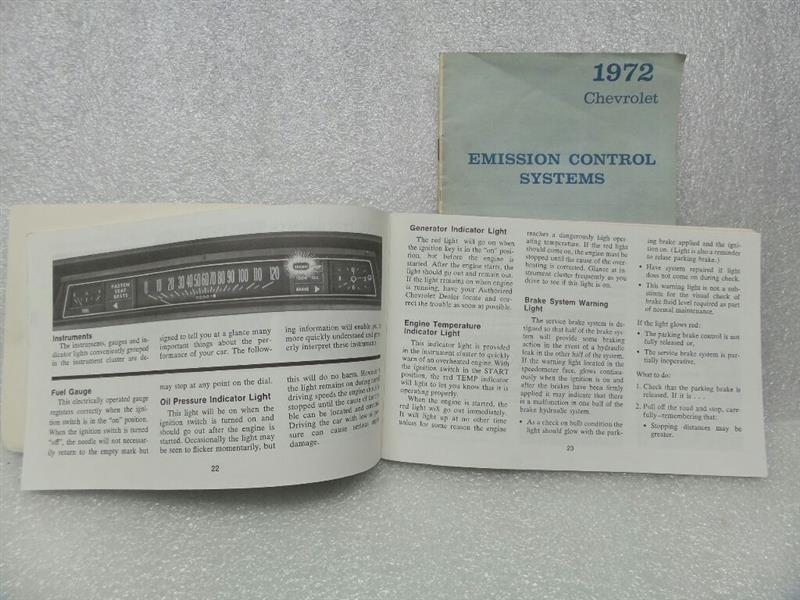 1972
Chevrolet
EMISSION CONTROL
SYSTEMS
FASTEN
SEAT
BELTS
0 10 20 30 40 50 60 70 80 90 100 110 120
BRAKE
Instruments
The instruments, gauges and in-
dicator lights conveniently grouped
in the instrument cluster are de-
signed to tell you at a glance many
important things about the per-
formance of your car. The follow-
ing information will enable you
more quickly understand and
erly interpret these instruments
Fuel Gauge
This electrically operated gauge
registers correctly when the igni-
tion switch is in the "on" position.
When the ignition switch is turned
"off", the needle will not necessar-
ily return to the empty mark but
may stop at any point on the dial.
Oil Pressure Indicator Light
This light will be on when the
ignition switch is turned on and
should go out after the engine is
started. Occasionally the light may
be seen to flicker momentarily, but
this will do no harm. However
the light remains on during
driving speeds the engine should
stopped until the cause of
ble can be located and
Driving the car with low
sure can cause serious
damage.
22
Generator Indicator Light
The red light will go on when
the ignition key is in the "on" posi-
tion, but before the engine is
started. After the engine starts, the
light should go out and remain out.
If the light remains on when engine
is running, have your Authorized
Chevrolet Dealer locate and cor-
rect the trouble as soon as possible.
Engine Temperature
Indicator Light
This indicator light is provided
in the instrument cluster to quickly
warn of an overheated engine. With
the ignition switch in the START
position, the red TEMP indicator
will light to let you know that it is
operating properly.
When the engine is started, the
red light will go out immediately.
It will light up at no other time
unless for some reason the engine
reaches a dangerously high oper-
ating temperature. If the red light
should come on, the engine must be
stopped until the cause of the over-
heating is corrected. Glance at in-
strument cluster frequently as you
drive to see if this light is on.
Brake System Warning
Light
The service brake system is de-
signed so that half of the brake sys-
tem will provide some braking
action in the event of a hydraulic
leak in the other half of the system.
If the warning light located in the
speedometer face, glows continu-
ously when the ignition is on and
after the brakes have been firmly
applied it may indicate that there
is a malfunction in one half of the
brake hydraulic system.
• As a check on bulb condition the
light should glow with the park-
ing brake applied and the igni-
tion on. (Light is also a reminder
to relase parking brake.)
• Have system repaired if light
does not come on during check.
• This warning light is not a sub-
stitute for the visual check of
brake fluid level required as part
of normal maintenance.
If the light glows red:
• The parking brake control is not
fully released or,
• The service brake system is par-
tially inoperative.
What to do:
1. Check that the parking brake is
released. If it is . . .
2. Pull off the road and stop, care-
fully—remembering that:
• Stopping distances may be
greater.
23